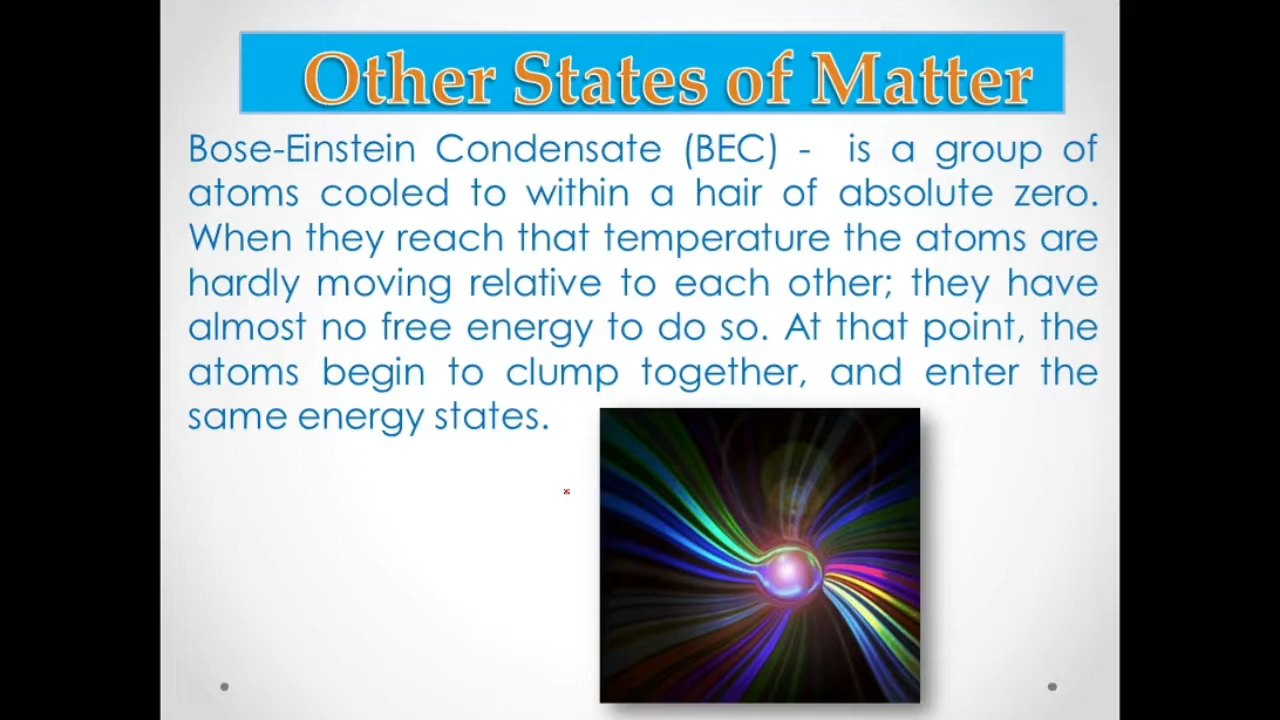 Other States of Matter
Bose-Einstein Condensate (BEC) - is a group of
atoms cooled to within a hair of absolute zero.
When they reach that temperature the atoms are
hardly moving relative to each other; they have
almost no free energy to do so. At that point, the
atoms begin to clump together, and enter the
same energy states.